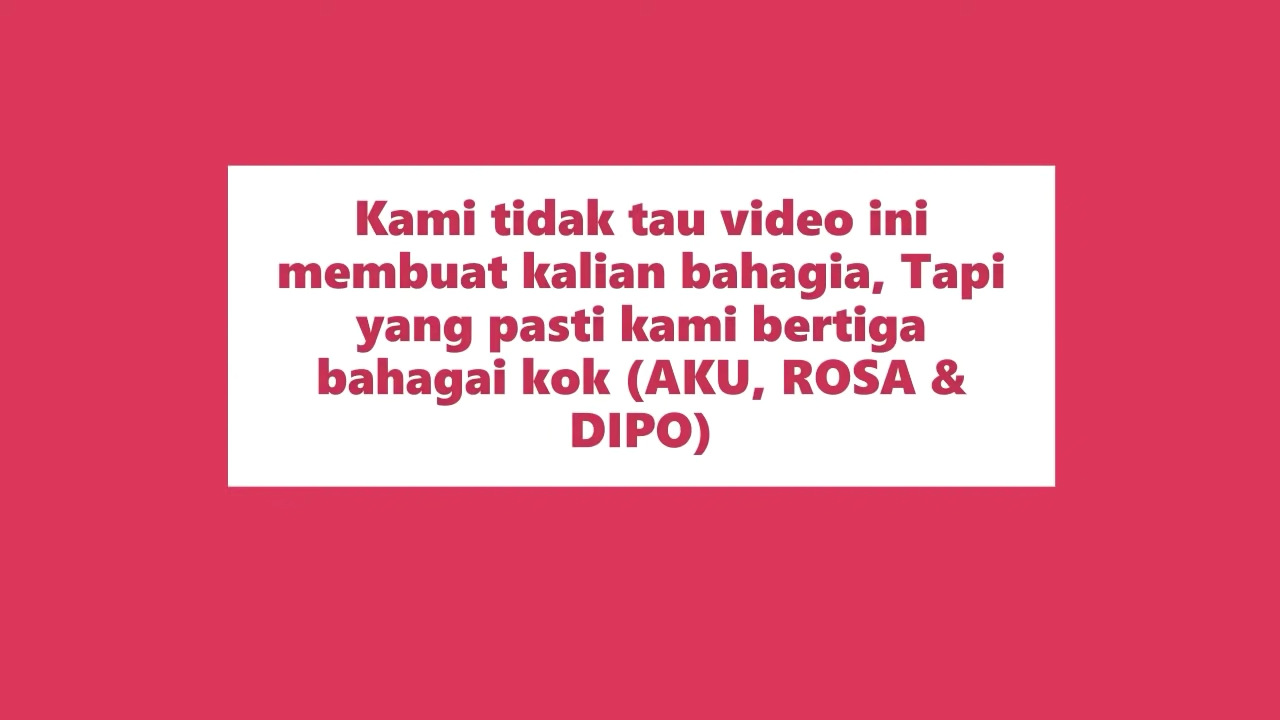 Kami tidak tau video ini
membuat kalian bahagia, Tapi
yang pasti kami bertiga
bahagai kok (AKU, ROSA &
DIPO)